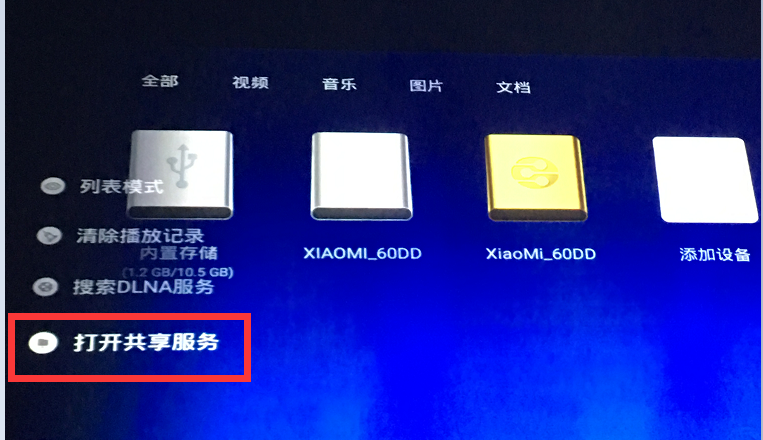 全部 视频 音乐 图片 文档
列表模式
清除播放记录
内置存储 XIAOMI_60DD XiaoMi_60DD 添加设备
(1.2 GB/10.5 GB)
搜索DLNA服务
打开共享服务